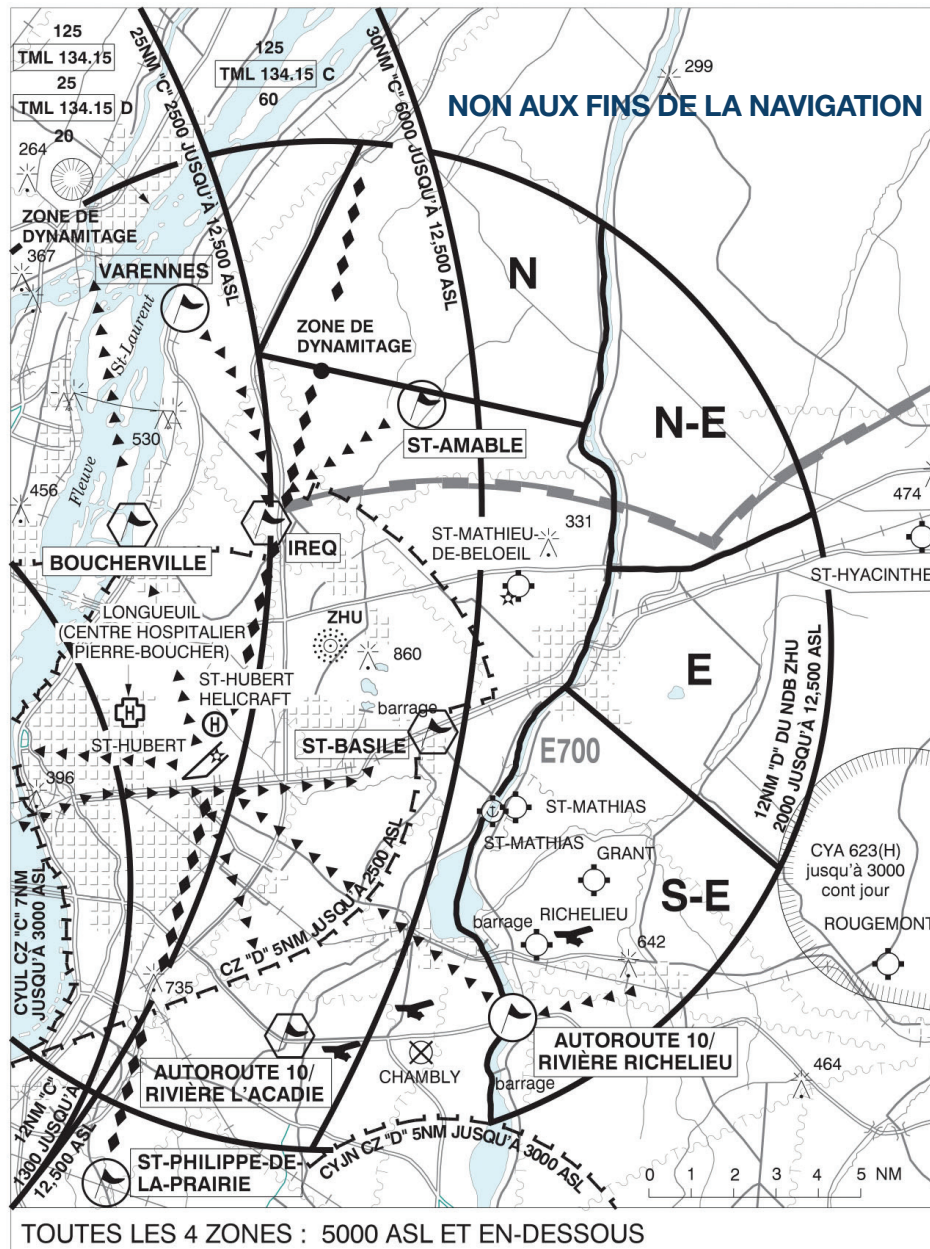 125
TML 134.15
25
TML 134.15 D
20
25NM "C" 2500 JUSQU'À 12,500 ASL
125
TML 134.15 C
60
30NM "C" 6000 JUSQU'À 12,500 ASL
299
NON AUX FINS DE LA NAVIGATION
264
ZONE DE
DYNAMITAGE
367
VARENNES
St-Laurent
Fleuve
N
ZONE DE
DYNAMITAGE
ST-AMABLE
N-E
530
456
474
BOUCHERVILLE
IREQ
331
ST-MATHIEU-
DE-BELOEIL
ST-HYACINTHE
LONGUEUIL
(CENTRE HOSPITALIER
PIERRE-BOUCHER)
ZHU
860
ST-HUBERT
HELICRAFT
barrage
E
H
H
ST-HUBERT
ST-BASILE
E700
12NM "D" DU NDB ZHU
2000 JUSQU'À 12,500 ASL
396
ST-MATHIAS
ST-MATHIAS
GRANT
CYA 623(H)
jusqu'à 3000
cont jour
S-E
CZ "D" 5NM JUSQU'À 2500 ASL
barrage
RICHELIEU
ROUGEMONT
CYUL CZ "C" 7NM
JUSQU'À 3000 ASL
735
642
AUTOROUTE 10/
RIVIÈRE L'ACADIE
CHAMBLY
AUTOROUTE 10/
RIVIÈRE RICHELIEU
barrage
464
12NM "C"
1300 JUSQU'À
12,500 ASL
ST-PHILIPPE-DE-
LA-PRAIRIE
CYJN CZ "D" 5NM JUSQU'À 3000 ASL
0 1 2 3 4 5 NM
TOUTES LES 4 ZONES : 5000 ASL ET EN-DESSOUS